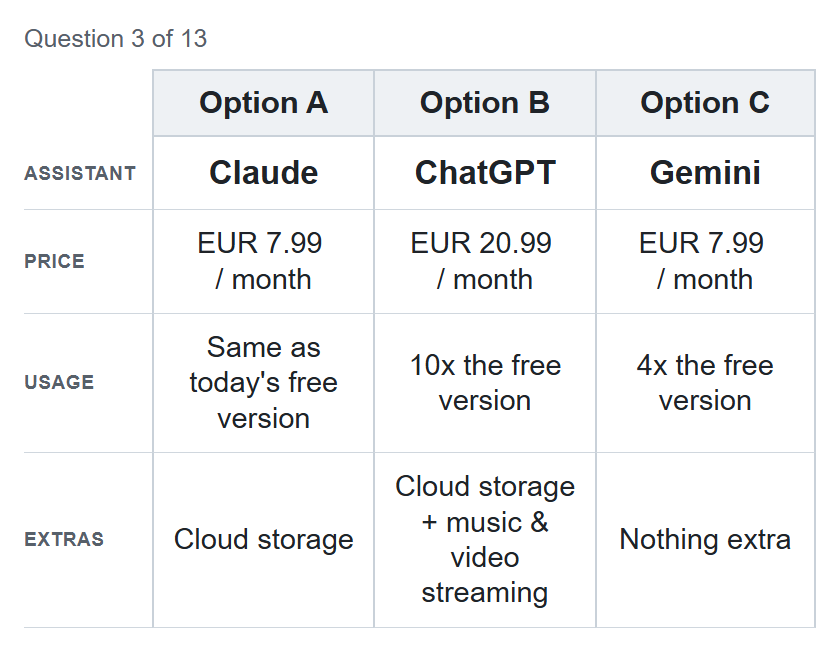 Question 3 of 13
Option A Option B Option C
ASSISTANT Claude ChatGPT Gemini
PRICE EUR 7.99 / month EUR 20.99 / month EUR 7.99 / month
USAGE Same as today's free version 10x the free version 4x the free version
EXTRAS Cloud storage Cloud storage + music & video streaming Nothing extra